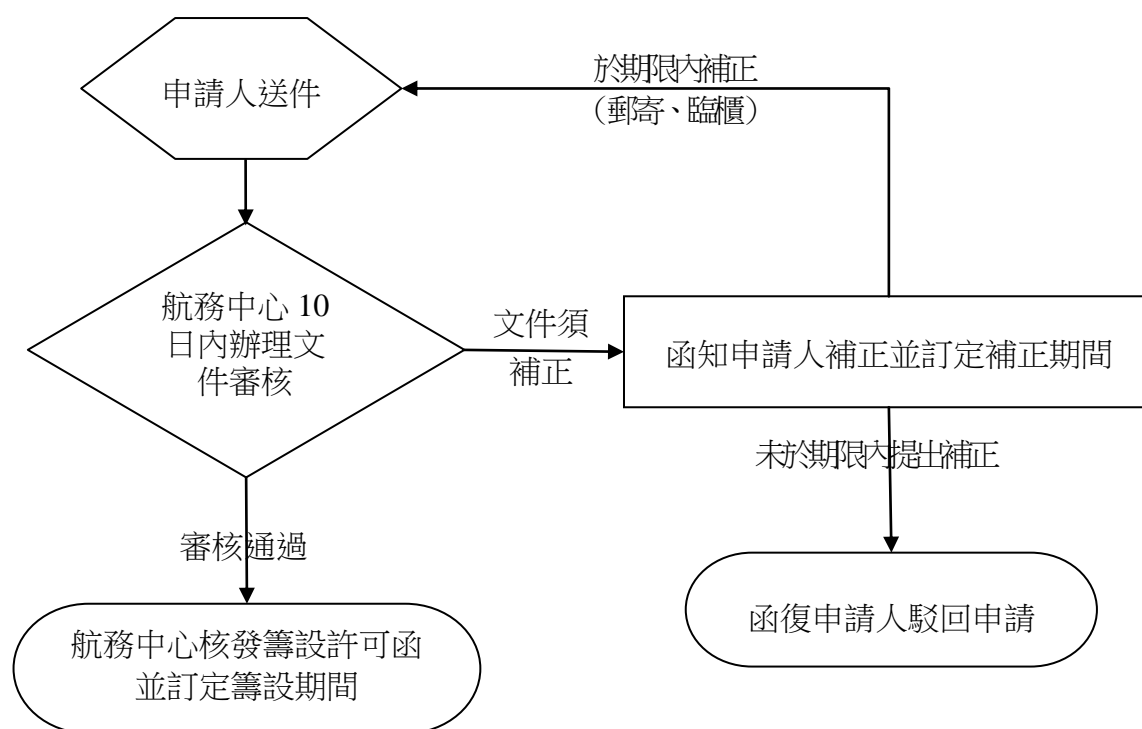 申請人送件
於期限內補正
（郵寄、臨櫃）
航務中心 10
日內辦理文
件審核
文件須
補正
函知申請人補正並訂定補正期間
未於期限內提出補正
審核通過
函復申請人駁回申請
航務中心核發籌設許可函
並訂定籌設期間